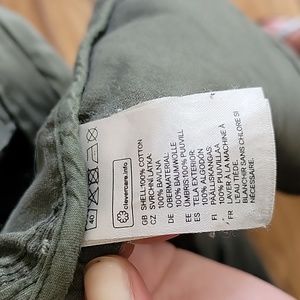 40
clevercare.info
GB SHELL:100% COTTON
CZ SVRCHNÍ LÁTKA:
100% BAVLNA
DE OBERMATERIAL:
100% BAUMWOLLE
EE ÜMBRIS:100% PUUVILL
ES TELA EXTERIOR:
100% ALGODÓN
FI PÄÄLLISKANGAS:
100% PUUVILLAA
FR LAVER À LA MACHINE EN
BLANCHIR SANS CHLORE SI
NÉCESSAIRE.